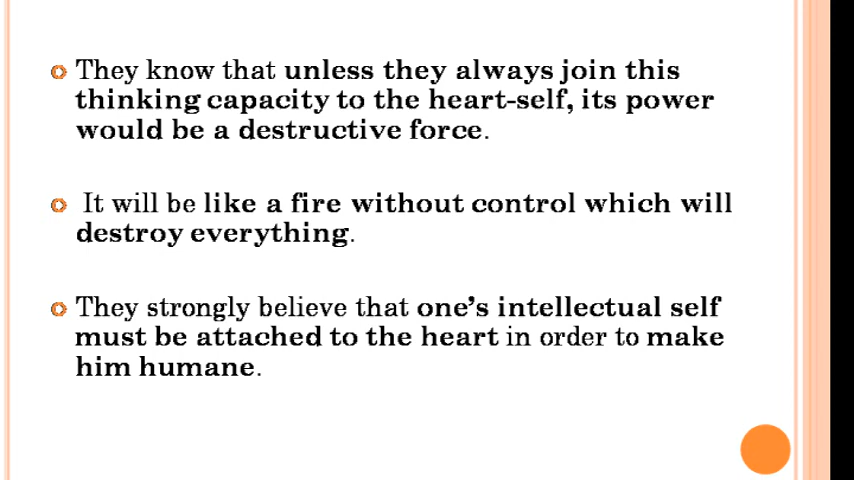 They know that unless they always join this
thinking capacity to the heart-self, its power
would be a destructive force.
It will be like a fire without control which will
destroy everything.
They strongly believe that one's intellectual self
must be attached to the heart in order to make
him humane.